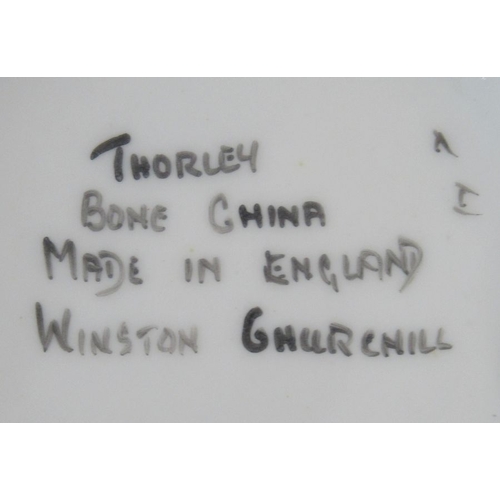 THORLEY
BONE CHINA
MADE IN ENGLAND
WINSTON CHURCHILL